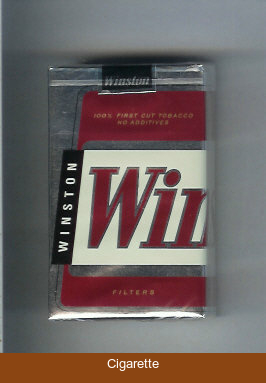 Winston
100% FIRST CUT TOBACCO
NO ADDITIVES
WINSTON
Win
FILTERS
Cigarette